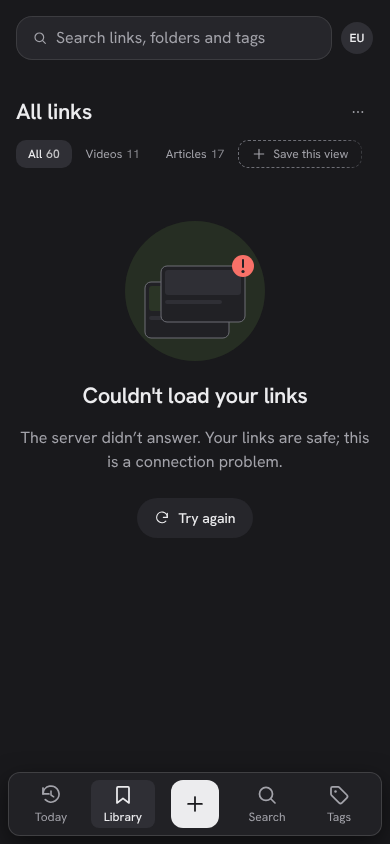 Search links, folders and tags
EU
All links
All 60
Videos 11
Articles 17
Save this view
Couldn't load your links
The server didn’t answer. Your links are safe; this
is a connection problem.
Try again
Today
Library
Search
Tags